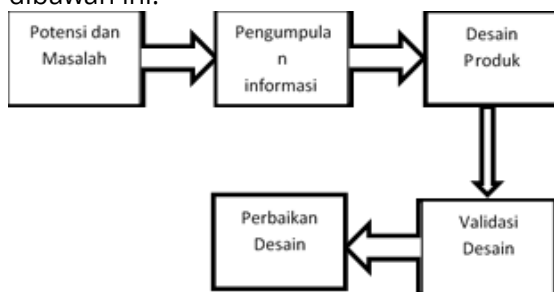 dibawah ini:
Potensi dan
Masalah
Pengumpula
n
informasi
Desain
Produk
Perbaikan
Desain
Validasi
Desain